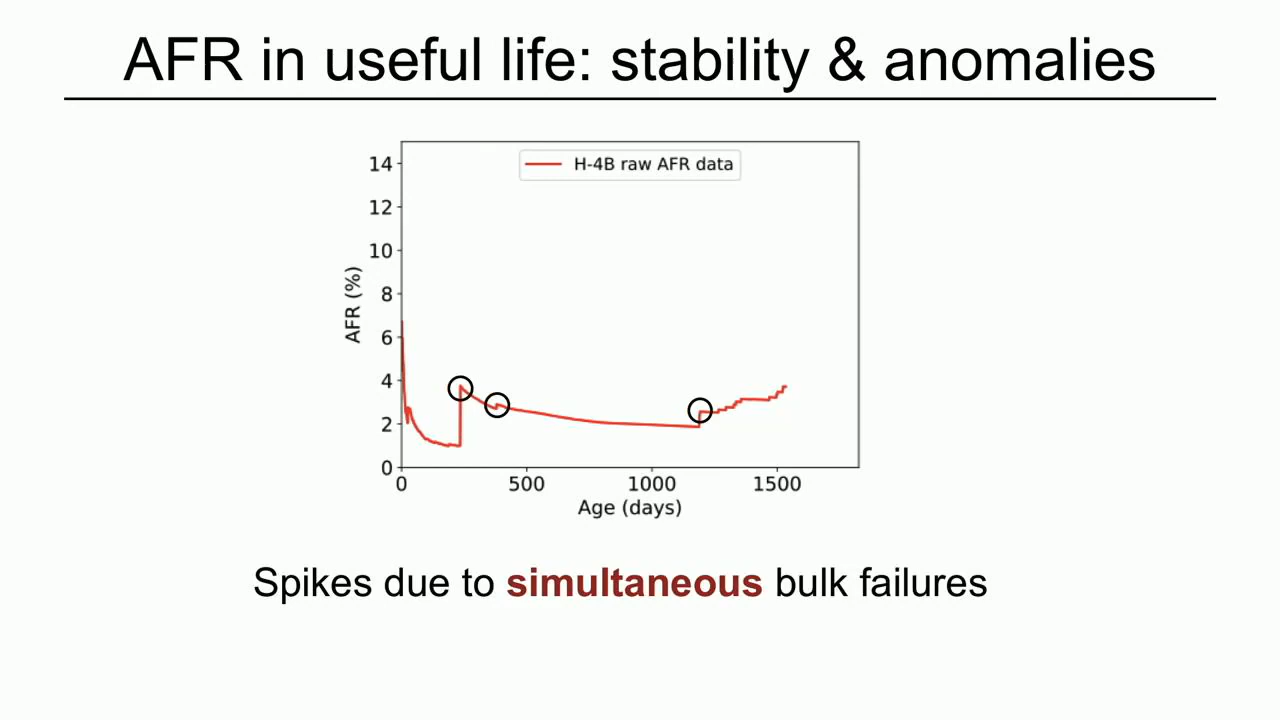 AFR in useful life: stability & anomalies
H-4B raw AFR data
14
12
10
8
6
4
2
0
AFR (%)
0 500 1000 1500
Age (days)
Spikes due to simultaneous bulk failures